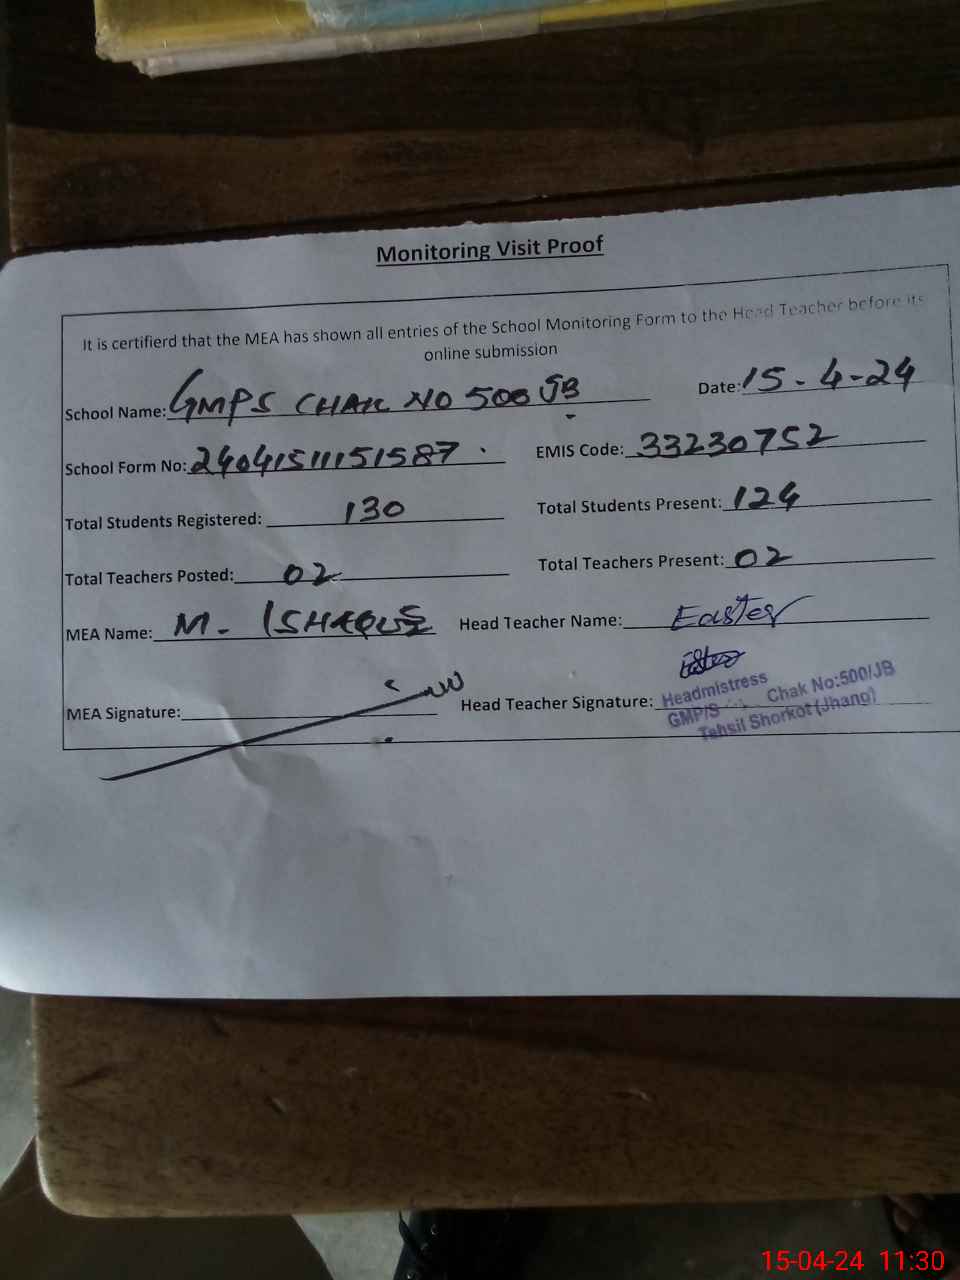 Monitoring Visit Proof
It is certifierd that the MEA has shown all entries of the School Monitoring Form to the Head Teacher before its
online submission
School Name: GMPS CHAK NO 500 JB Date: 15-4-24
School Form No: 24041511151587 . EMIS Code: 33230752
Total Students Registered: 130 Total Students Present: 124
Total Teachers Posted: 02 Total Teachers Present: 02
MEA Name: M. ISHAQUE Head Teacher Name: Easter
MEA Signature: Head Teacher Signature: Headmistress
GMP/S Chak No:500/JB
Tehsil Shorkot (Jhang)
15-04-24 11:30